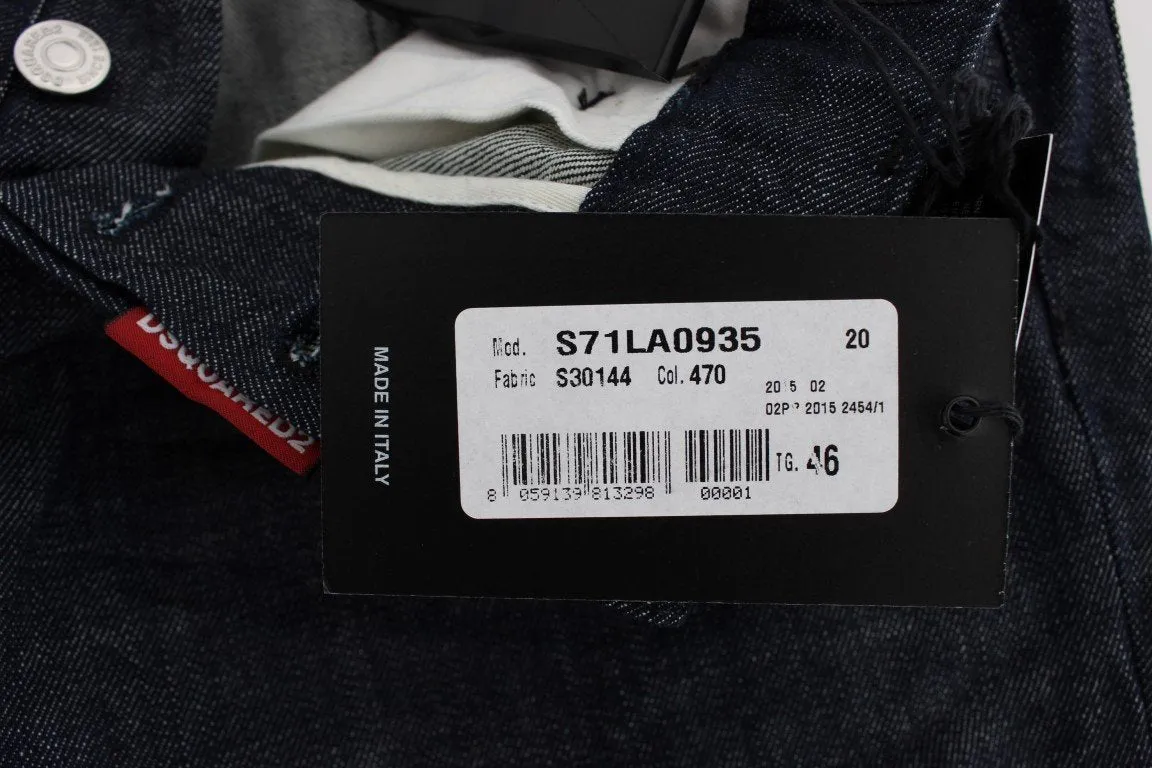 DSQUARED2
DSQUARED2
MADE IN ITALY
Mod. S71LA0935 20
Fabric S30144 Col. 470
2015 02
2015 2454/1
TG. 46
8 059139 813298 00001